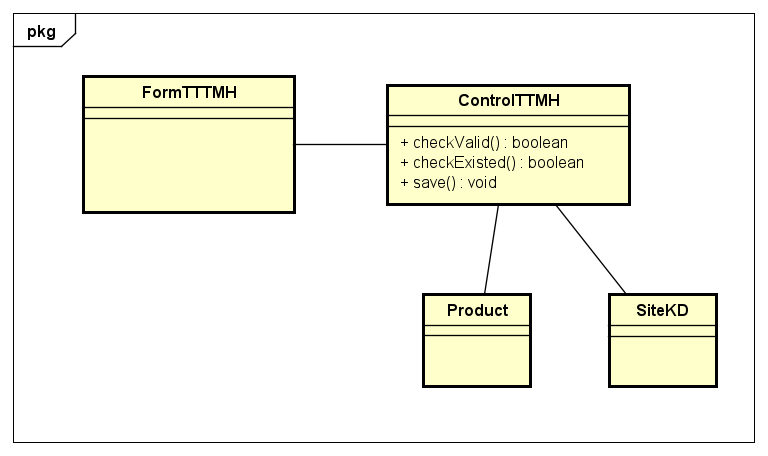 pkg
FormTTTMH
ControlTTMH
+ checkValid() : boolean
+ checkExisted() : boolean
+ save() : void
Product
SiteKD